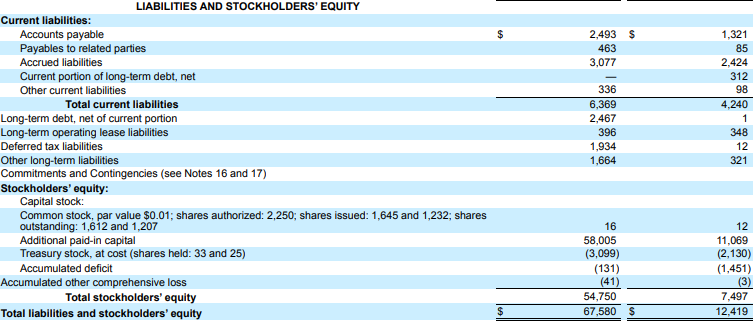 LIABILITIES AND STOCKHOLDERS' EQUITY
Current liabilities:
Accounts payable $ 2,493 $ 1,321
Payables to related parties 463 85
Accrued liabilities 3,077 2,424
Current portion of long-term debt, net — 312
Other current liabilities 336 98
Total current liabilities 6,369 4,240
Long-term debt, net of current portion 2,467 1
Long-term operating lease liabilities 396 348
Deferred tax liabilities 1,934 12
Other long-term liabilities 1,664 321
Commitments and Contingencies (see Notes 16 and 17)
Stockholders' equity:
Capital stock:
Common stock, par value $0.01; shares authorized: 2,250; shares issued: 1,645 and 1,232; shares
outstanding: 1,612 and 1,207 16 12
Additional paid-in capital 58,005 11,069
Treasury stock, at cost (shares held: 33 and 25) (3,099) (2,130)
Accumulated deficit (131) (1,451)
Accumulated other comprehensive loss (41) (3)
Total stockholders' equity 54,750 7,497
Total liabilities and stockholders' equity $ 67,580 $ 12,419